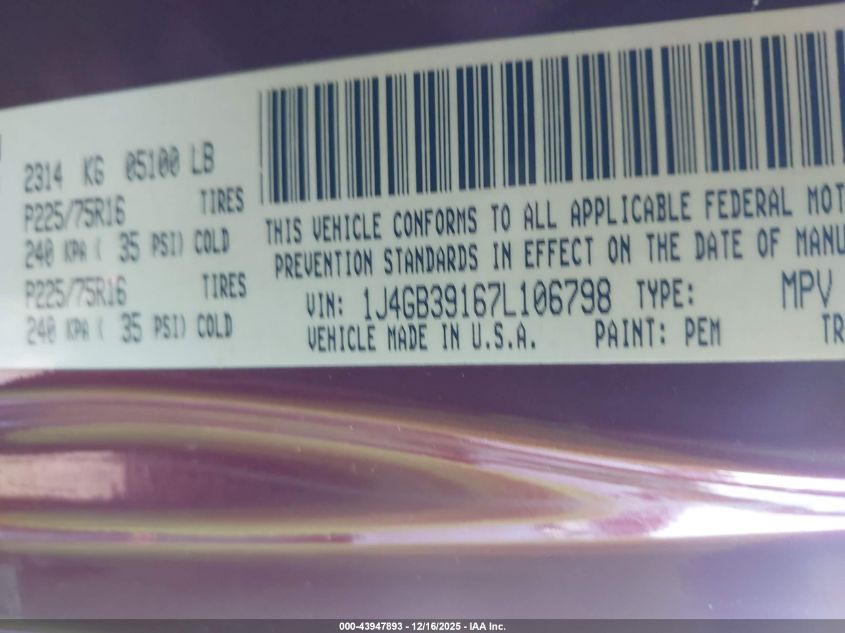 2314 KG 05100 LB
P225/75R16 TIRES
240 KPA ( 35 PSI) COLD
P225/75R16 TIRES
240 KPA ( 35 PSI) COLD
THIS VEHICLE CONFORMS TO ALL APPLICABLE FEDERAL MOT
PREVENTION STANDARDS IN EFFECT ON THE DATE OF MANU
VIN: 1J4GB39167L106798 TYPE: MPV
VEHICLE MADE IN U.S.A. PAINT: PEM TR
000-43947893 - 12/16/2025 - IAA Inc.